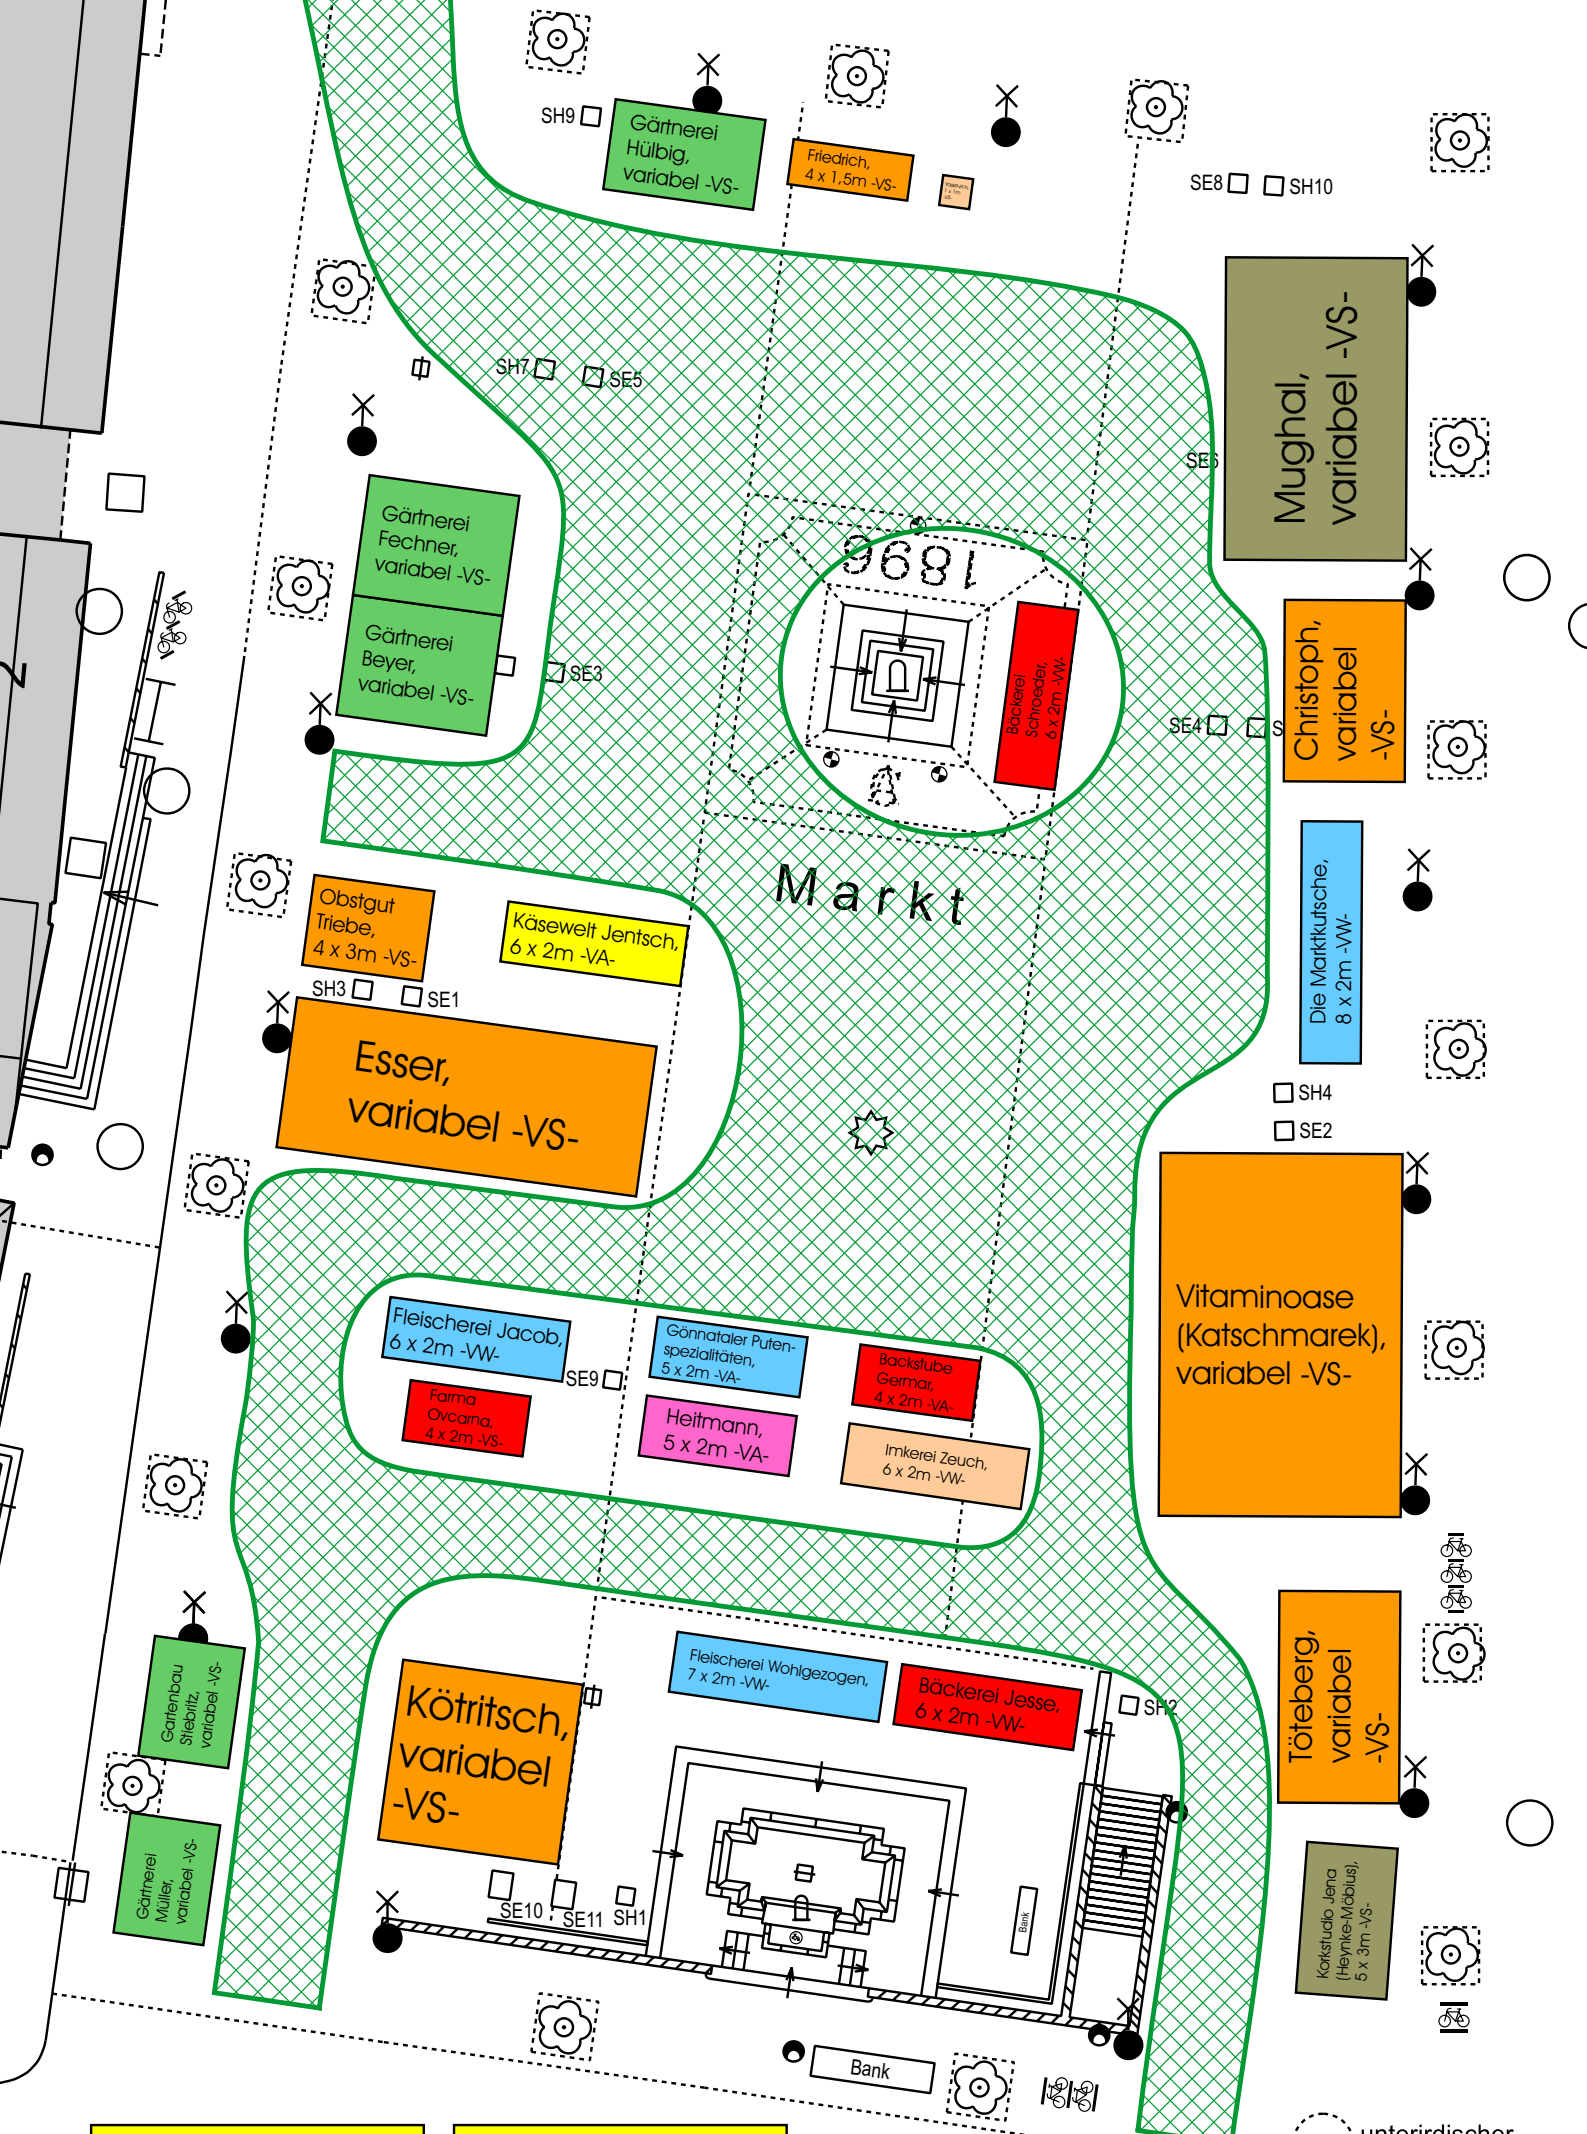 SH9
Gärtnerei
Hülbig,
variabel -VS-
Friedrich,
4 x 1,5m -VS-
1 x 1m
-VS-
SE8
SH10
Mughal,
variabel -VS-
SH7
SE5
SE6
Gärtnerei
Fechner,
variabel -VS-
Gärtnerei
Beyer,
variabel -VS-
SE3
1896
Bäckerei
Schroeder,
6 x 2m -VW-
A
SE4
S
Christoph,
variabel
-VS-
2
Markt
Obstgut
Triebe,
4 x 3m -VS-
Käsewelt Jentsch,
6 x 2m -VA-
Die Marktkutsche,
8 x 2m -VW-
SH3
SE1
Esser,
variabel -VS-
SH4
SE2
Vitaminoase
(Katschmarek),
variabel -VS-
Fleischerei Jacob,
6 x 2m -VW-
SE9
Gönnataler Puten-
spezialitäten,
5 x 2m -VA-
Backstube
Germar,
4 x 2m -VA-
Farma
Ovcarna,
4 x 2m -VS-
Heitmann,
5 x 2m -VA-
Imkerei Zeuch,
6 x 2m -VW-
Gartenbau
Stiebritz,
variabel -VS-
Kötritsch,
variabel
-VS-
Fleischerei Wohlgezogen,
7 x 2m -VW-
Bäckerei Jesse,
6 x 2m -VW-
SH2
Töteberg,
variabel
-VS-
Gärtnerei
Müller,
variabel -VS-
SE10
SE11
SH1
Bank
Korkstudio Jena
(Heynke-Möbius),
5 x 3m -VS-
Bank
unterirdischer